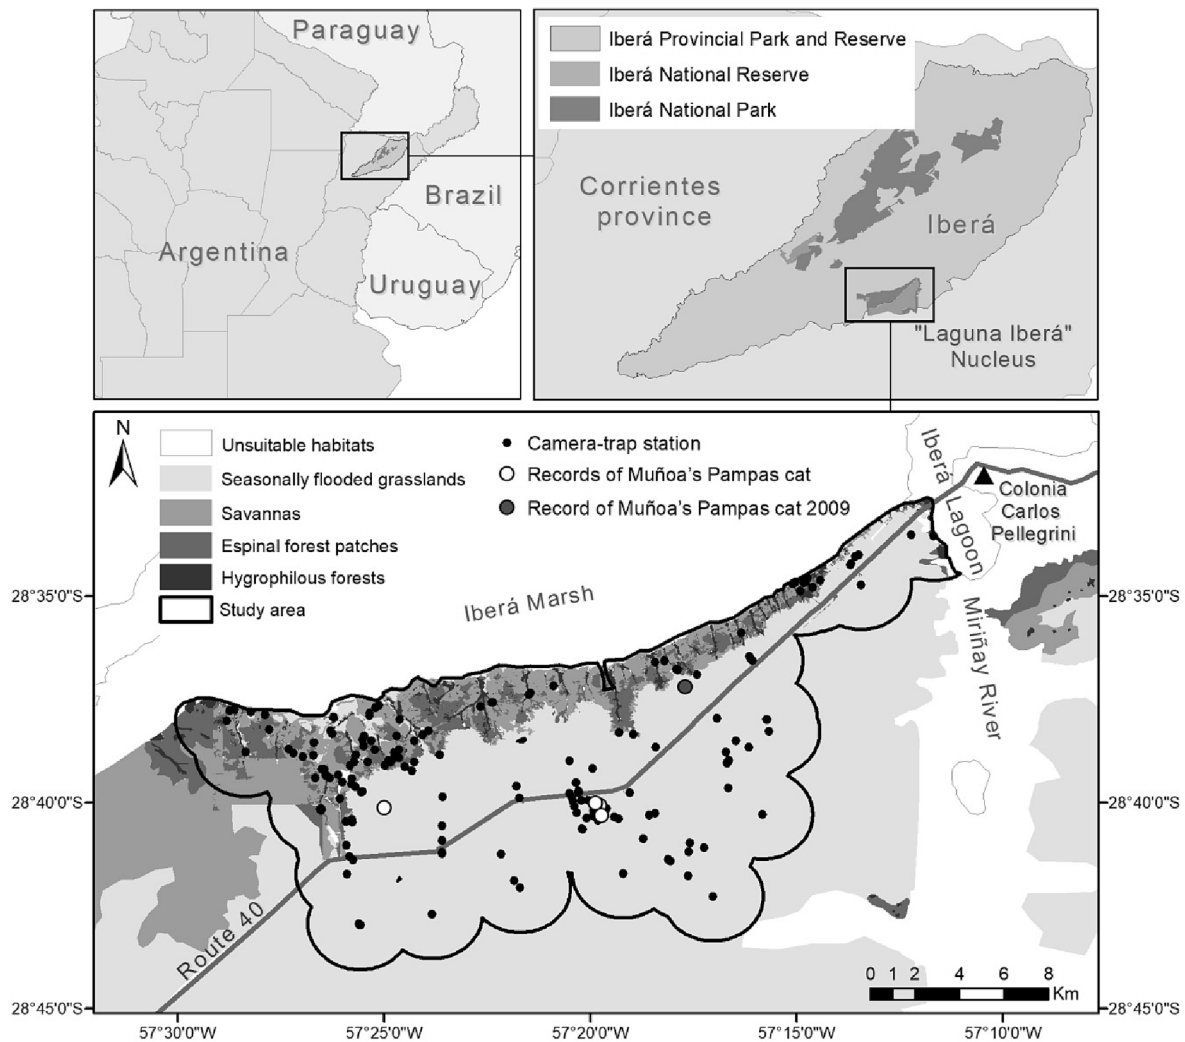 Paraguay
Brazil
Argentina
Uruguay
Iberá Provincial Park and Reserve
Iberá National Reserve
Iberá National Park
Corrientes
province
Iberá
"Laguna Iberá"
Nucleus
N
Unsuitable habitats
Seasonally flooded grasslands
Savannas
Espinal forest patches
Hygrophilous forests
Study area
Camera-trap station
Records of Muñoa's Pampas cat
Record of Muñoa's Pampas cat 2009
Iberá Lagoon
Colonia
Carlos
Pellegrini
Iberá Marsh
Miriñay River
Route 40
28°35'0"S
28°40'0"S
28°45'0"S
28°35'0"S
28°40'0"S
28°45'0"S
0 1 2 4 6 8
Km
57°30'0"W 57°25'0"W 57°20'0"W 57°15'0"W 57°10'0"W